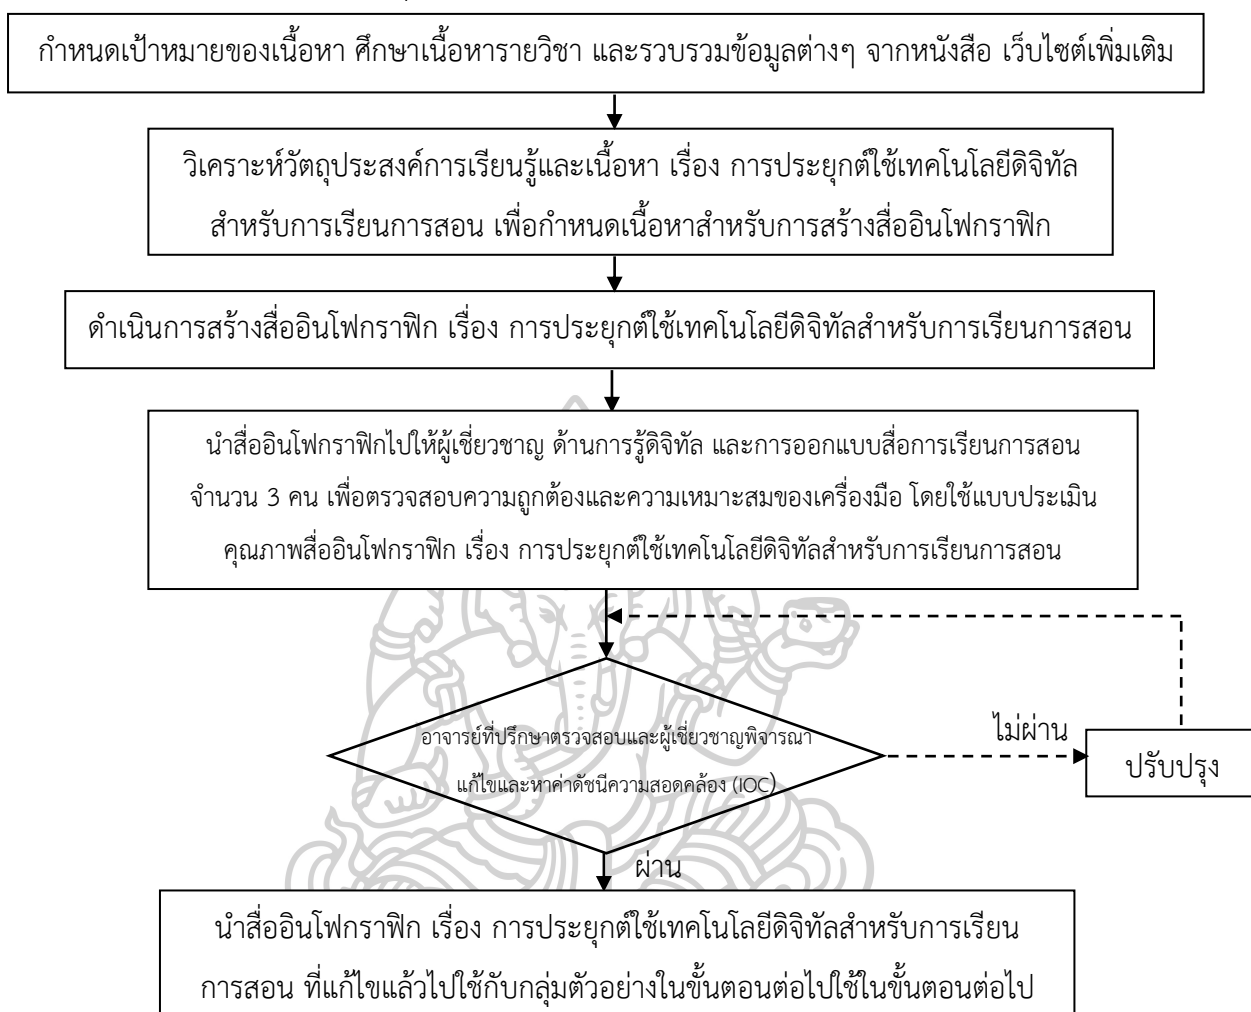 กำหนดเป้าหมายของเนื้อหา ศึกษาเนื้อหารายวิชา และรวบรวมข้อมูลต่างๆ จากหนังสือ เว็บไซต์เพิ่มเติม
วิเคราะห์วัตถุประสงค์การเรียนรู้และเนื้อหา เรื่อง การประยุกต์ใช้เทคโนโลยีดิจิทัล
สำหรับการเรียนการสอน เพื่อกำหนดเนื้อหาสำหรับการสร้างสื่ออินโฟกราฟิก
ดำเนินการสร้างสื่ออินโฟกราฟิก เรื่อง การประยุกต์ใช้เทคโนโลยีดิจิทัลสำหรับการเรียนการสอน
นำสื่ออินโฟกราฟิกไปให้ผู้เชี่ยวชาญ ด้านการรู้ดิจิทัล และการออกแบบสื่อการเรียนการสอน
จำนวน 3 คน เพื่อตรวจสอบความถูกต้องและความเหมาะสมของเครื่องมือ โดยใช้แบบประเมิน
คุณภาพสื่ออินโฟกราฟิก เรื่อง การประยุกต์ใช้เทคโนโลยีดิจิทัลสำหรับการเรียนการสอน
อาจารย์ที่ปรึกษาตรวจสอบและผู้เชี่ยวชาญพิจารณา
แก้ไขและหาค่าดัชนีความสอดคล้อง (IOC)
ไม่ผ่าน
ปรับปรุง
ผ่าน
นำสื่ออินโฟกราฟิก เรื่อง การประยุกต์ใช้เทคโนโลยีดิจิทัลสำหรับการเรียน
การสอน ที่แก้ไขแล้วไปใช้กับกลุ่มตัวอย่างในขั้นตอนต่อไปใช้ในขั้นตอนต่อไป